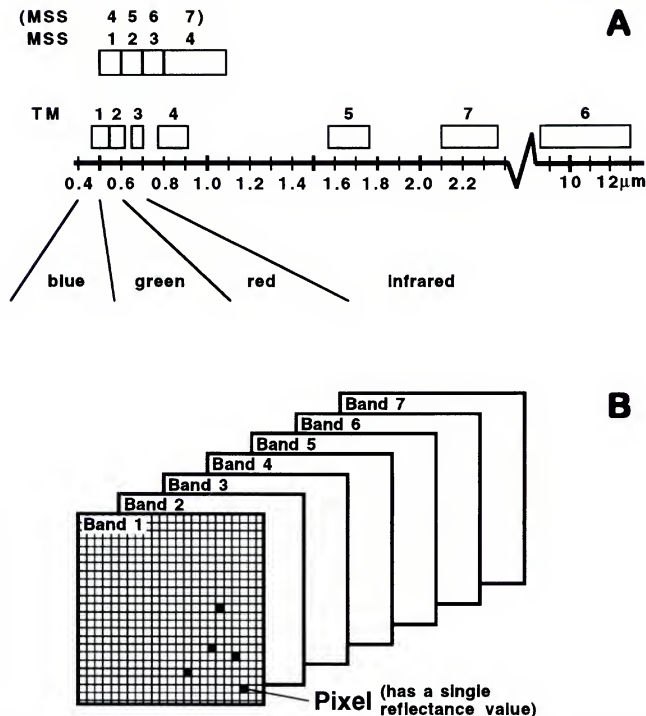 (MSS 4 5 6 7)
A
MSS 1 2 3 4
TM 1 2 3 4 5 7 6
0.4 0.6 0.8 1.0 1.2 1.4 1.6 1.8 2.0 2.2 10 12µm
blue green red infrared
B
Band 7
Band 6
Band 5
Band 4
Band 3
Band 2
Band 1
Pixel (has a single
reflectance value)